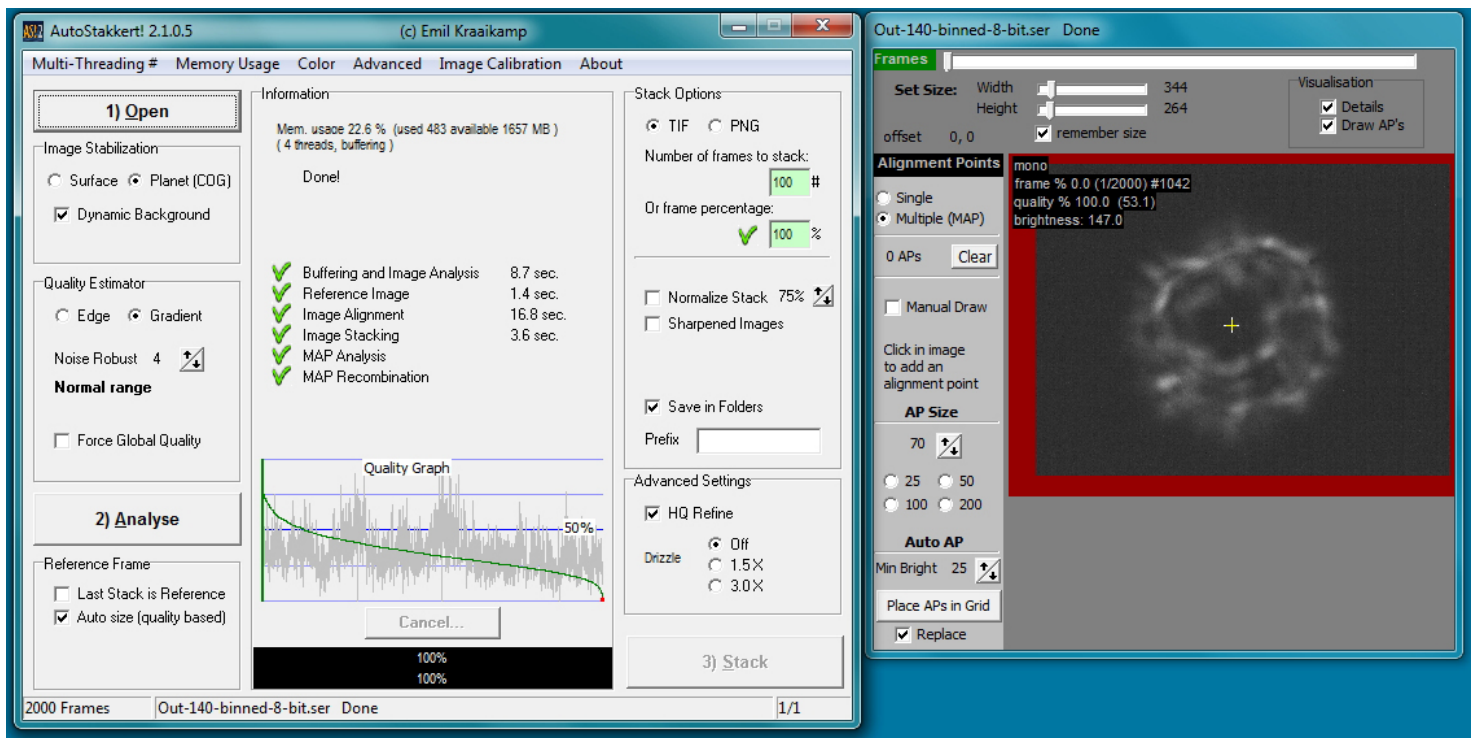 AS!2 AutoStakkert! 2.1.0.5 (c) Emil Kraaikamp
Multi-Threading # Memory Usage Color Advanced Image Calibration About
1) Open
Image Stabilization
Surface Planet (COG)
Dynamic Background
Quality Estimator
Edge Gradient
Noise Robust 4
Normal range
Force Global Quality
2) Analyse
Reference Frame
Last Stack is Reference
Auto size (quality based)
Information
Mem. usage 22.6 % (used 483 available 1657 MB )
( 4 threads, buffering )
Done!
Buffering and Image Analysis 8.7 sec.
Reference Image 1.4 sec.
Image Alignment 16.8 sec.
Image Stacking 3.6 sec.
MAP Analysis
MAP Recombination
Quality Graph
50%
Cancel...
100%
100%
Stack Options
TIF PNG
Number of frames to stack:
100 #
Or frame percentage:
100 %
Normalize Stack 75%
Sharpened Images
Save in Folders
Prefix
Advanced Settings
HQ Refine
Drizzle
Off
1.5X
3.0X
3) Stack
2000 Frames Out-140-binned-8-bit.ser Done 1/1
Out-140-binned-8-bit.ser Done
Frames
Set Size: Width 344
Height 264
offset 0, 0 remember size
Visualisation
Details
Draw AP's
Alignment Points
Single
Multiple (MAP)
0 APs Clear
Manual Draw
Click in image
to add an
alignment point
AP Size
70
25 50
100 200
Auto AP
Min Bright 25
Place APs in Grid
Replace
mono
frame % 0.0 (1/2000) #1042
quality % 100.0 (53.1)
brightness: 147.0